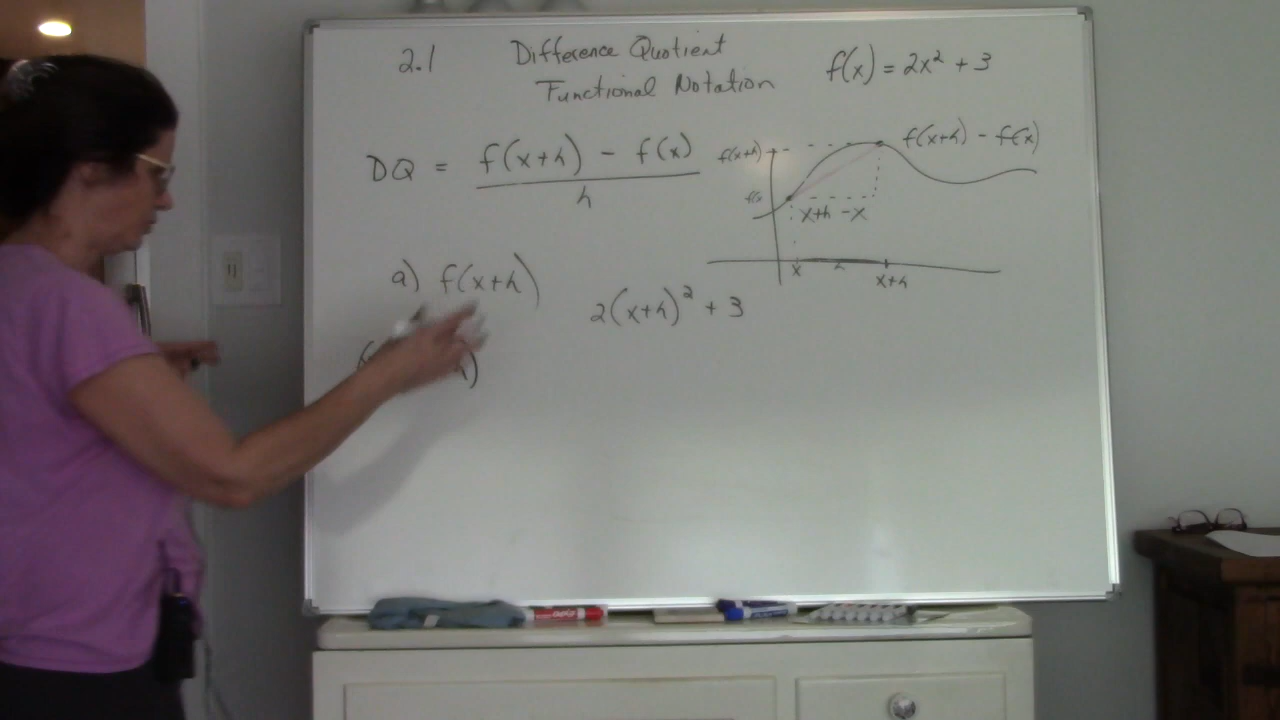 2.1 Difference Quotient
Functional Notation
f(x) = 2x² + 3
DQ = f(x+h) - f(x)
h
f(x+h)
f(x+h) - f(x)
x+h - x
x h x+h
a) f(x+h)
2(x+h)² + 3